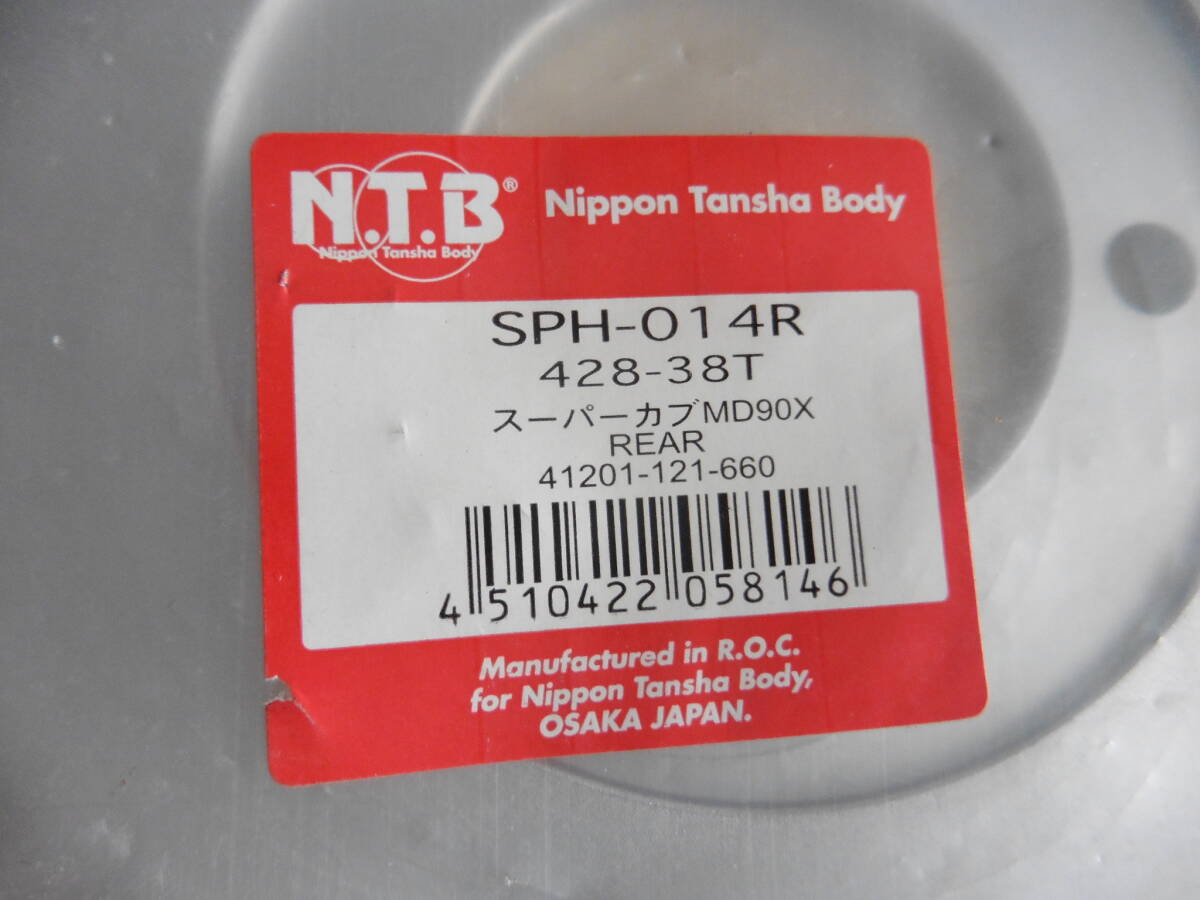 N.T.B®
Nippon Tansha Body
Nippon Tansha Body
SPH-014R
428-38T
スーパーカブMD90X
REAR
41201-121-660
4 510422 058146
Manufactured in R.O.C.
for Nippon Tansha Body,
OSAKA JAPAN.